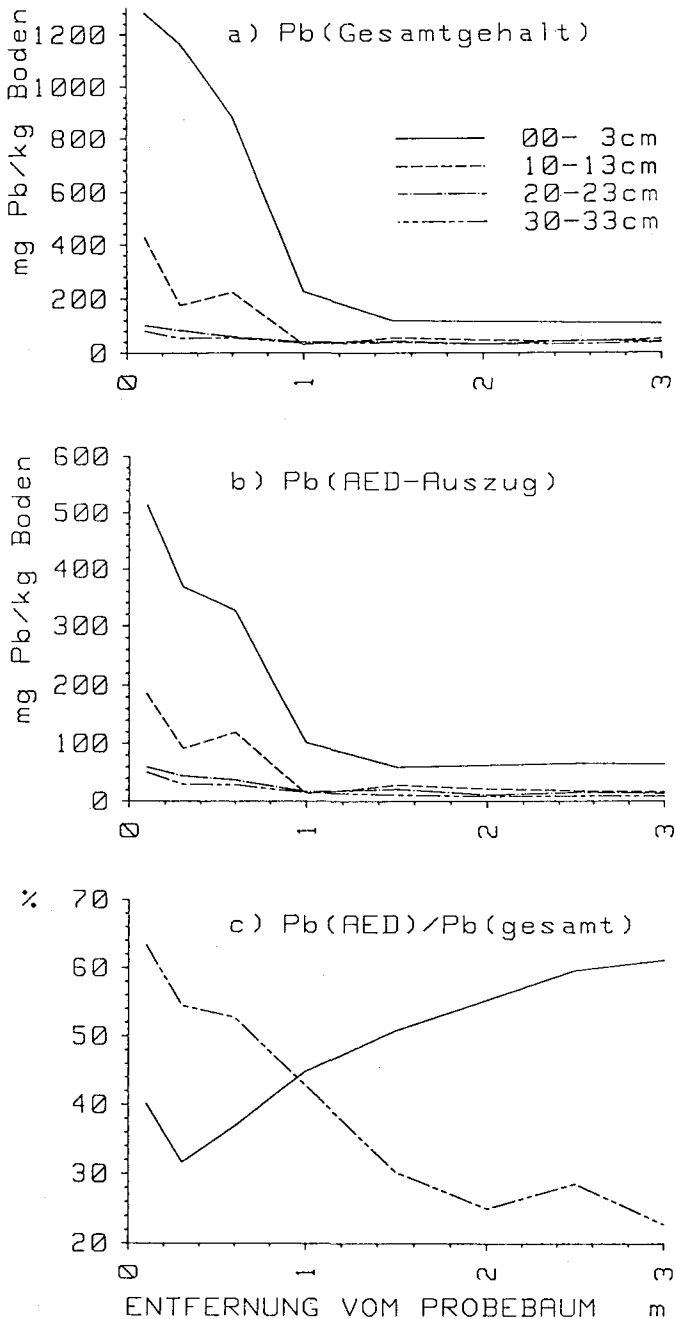 a) Pb(Gesamtgehalt)
mg Pb/kg Boden
1200
1000
800
600
400
200
0
00- 3cm
10-13cm
20-23cm
30-33cm
0 1 2 3
b) Pb(AED-Auszug)
mg Pb/kg Boden
600
500
400
300
200
100
0
0 1 2 3
c) Pb(AED)/Pb(gesamt)
%
70
60
50
40
30
20
0 1 2 3
ENTFERNUNG VOM PROBEBAUM m